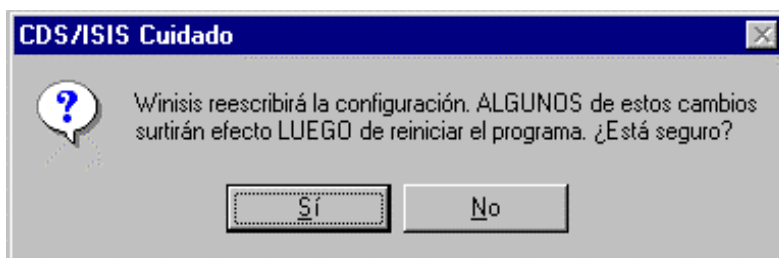 CDS/ISIS Cuidado
Winisis reescribirá la configuración. ALGUNOS de estos cambios
surtirán efecto LUEGO de reiniciar el programa. ¿Está seguro?
Sí
No